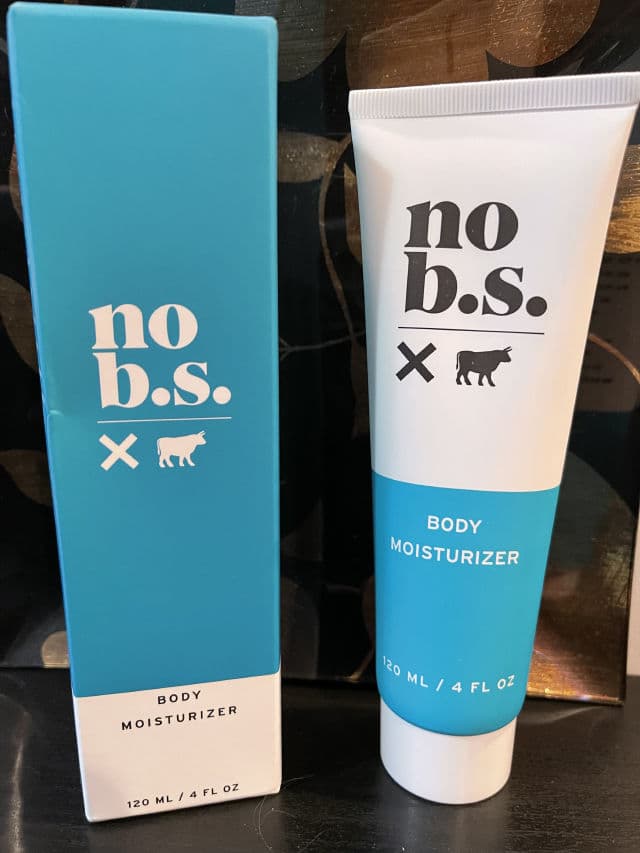 no
b.s.
BODY
MOISTURIZER
120 ML / 4 FL OZ
no
b.s.
BODY
MOISTURIZER
120 ML / 4 FL OZ